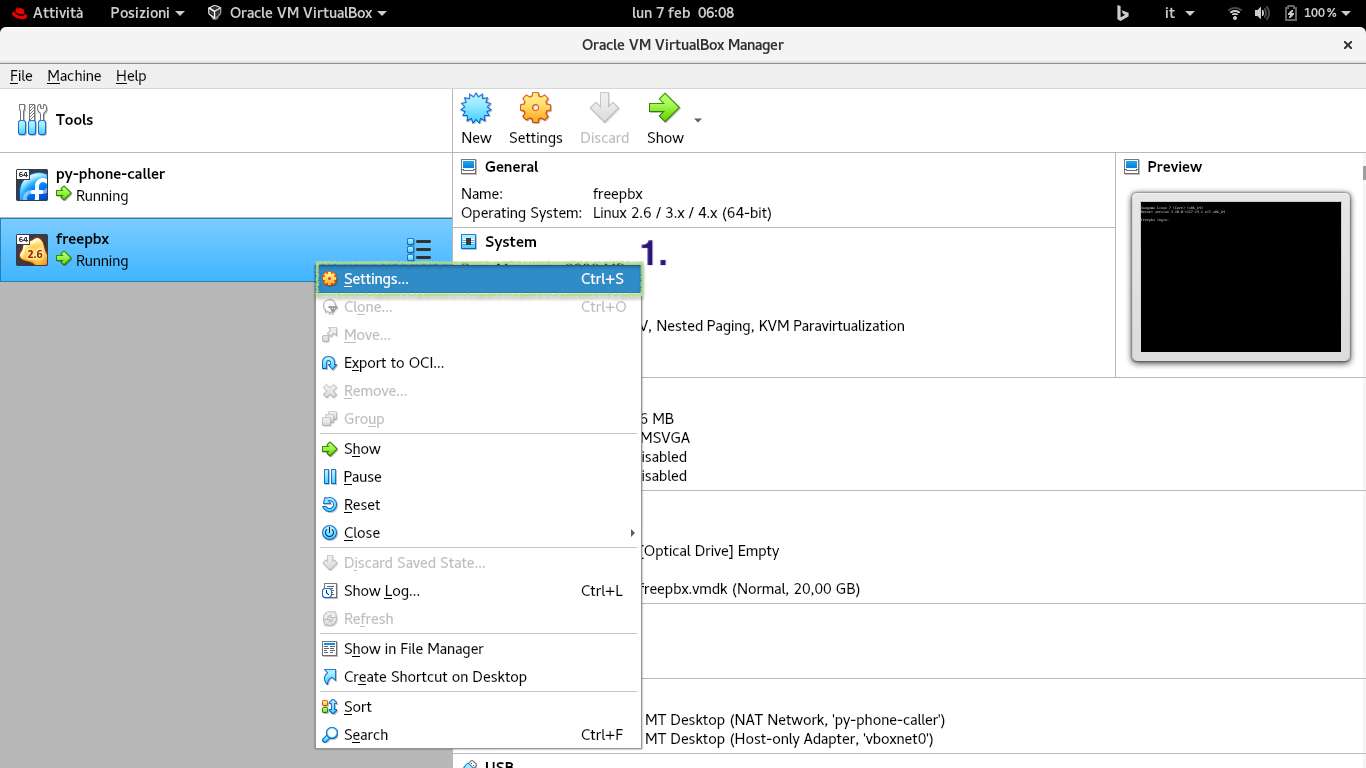 Attività Posizioni Oracle VM VirtualBox lun 7 feb 06:08 it 100%
Oracle VM VirtualBox Manager
File Machine Help
Tools
New Settings Discard Show
64 py-phone-caller
Running
64 2.6 freepbx
Running
General
Name: freepbx
Operating System: Linux 2.6 / 3.x / 4.x (64-bit)
System
1.
Preview
Settings... Ctrl+S
Clone... Ctrl+O
Move...
Export to OCI...
Remove...
Group
Show
Pause
Reset
Close
Discard Saved State...
Show Log... Ctrl+L
Refresh
Show in File Manager
Create Shortcut on Desktop
Sort
Search Ctrl+F
, Nested Paging, KVM Paravirtualization
6 MB
MSVGA
isabled
isabled
[Optical Drive] Empty
freepbx.vmdk (Normal, 20,00 GB)
MT Desktop (NAT Network, 'py-phone-caller')
MT Desktop (Host-only Adapter, 'vboxnet0')
USB